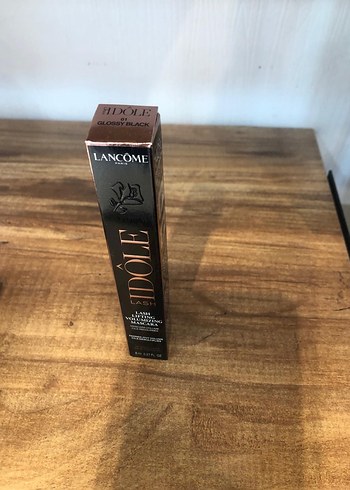 IDÔLE
01
GLOSSY BLACK
LANCÔME
PARIS
IDÔLE
LASH
LASH
LIFTING
VOLUMIZING
MASCARA